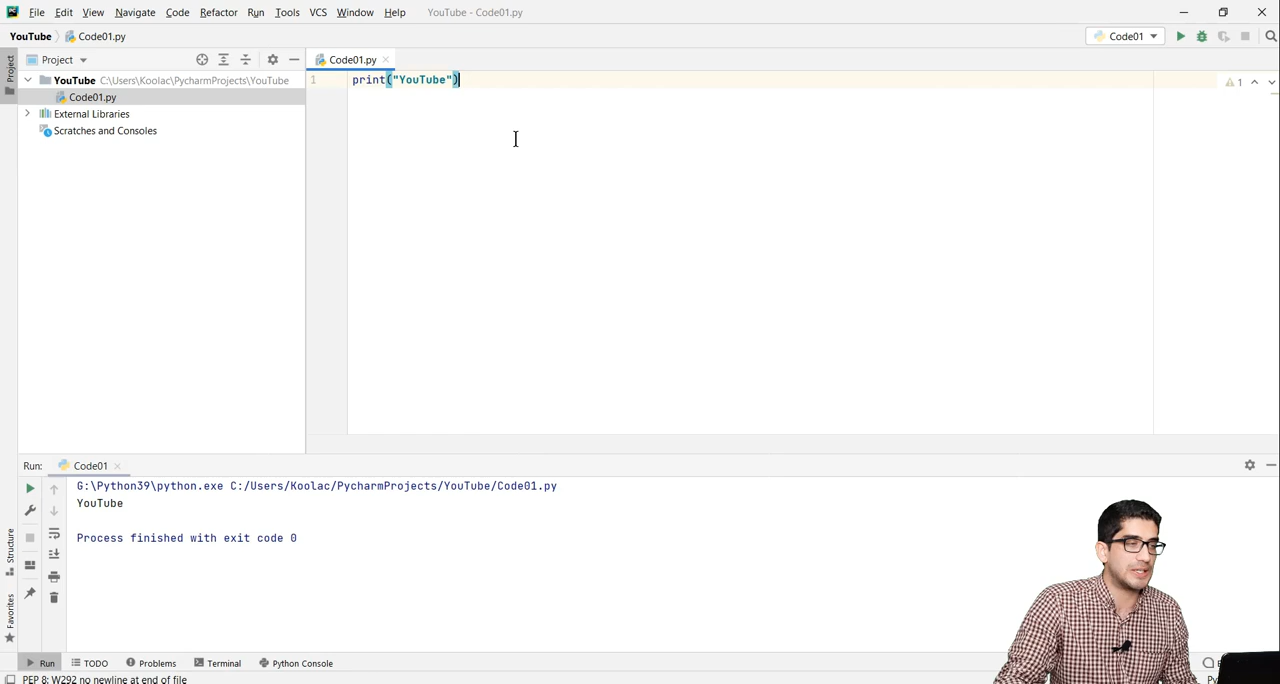 File Edit View Navigate Code Refactor Run Tools VCS Window Help YouTube - Code01.py
YouTube Code01.py Code01
Project
Project Code01.py
YouTube C:\Users\Koolac\PycharmProjects\YouTube
Code01.py
External Libraries
Scratches and Consoles
1 print("YouTube") 1
Run: Code01
G:\Python39\python.exe C:/Users/Koolac/PycharmProjects/YouTube/Code01.py
YouTube
Process finished with exit code 0
Structure
Favorites
Run TODO Problems Terminal Python Console
PEP 8: W292 no newline at end of file